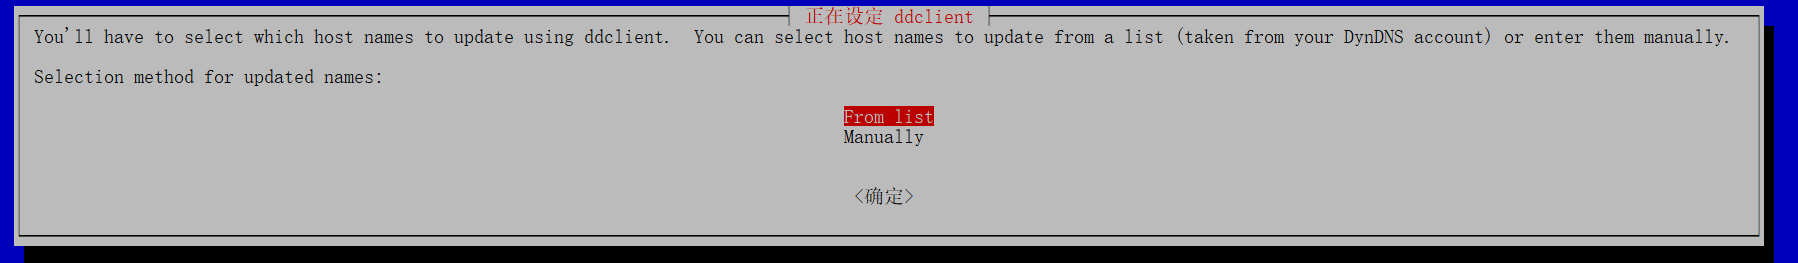 正在设定 ddclient
You'll have to select which host names to update using ddclient.  You can select host names to update from a list (taken from your DynDNS account) or enter them manually.
Selection method for updated names:
From list
Manually
<确定>